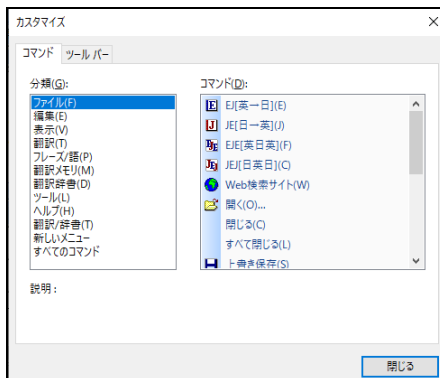 カスタマイズ
コマンド ツール バー
分類(G):
ファイル(F)
編集(E)
表示(V)
翻訳(T)
フレーズ/語(P)
翻訳メモリ(M)
翻訳辞書(D)
ツール(L)
ヘルプ(H)
翻訳/辞書(T)
新しいメニュー
すべてのコマンド
コマンド(D):
EJ[英ー日](E)
JE[日ー英](J)
EJE[英日英](F)
JEJ[日英日](C)
Web検索サイト(W)
開く(O)...
閉じる(C)
すべて閉じる(L)
上書き保存(S)
説明:
閉じる